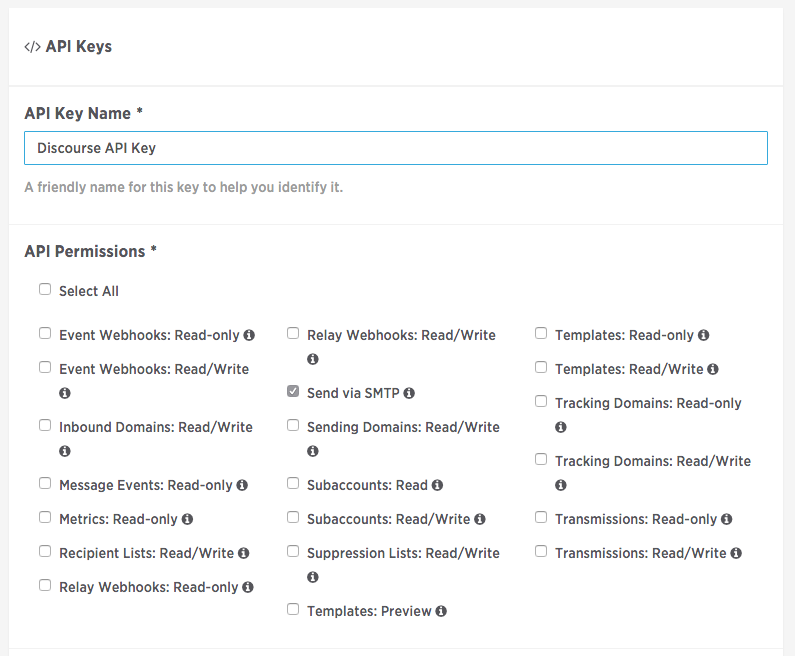 </> API Keys
API Key Name *
Discourse API Key
A friendly name for this key to help you identify it.
API Permissions *
Select All
Event Webhooks: Read-only
Event Webhooks: Read/Write
Inbound Domains: Read/Write
Message Events: Read-only
Metrics: Read-only
Recipient Lists: Read/Write
Relay Webhooks: Read-only
Relay Webhooks: Read/Write
Send via SMTP
Sending Domains: Read/Write
Subaccounts: Read
Subaccounts: Read/Write
Suppression Lists: Read/Write
Templates: Preview
Templates: Read-only
Templates: Read/Write
Tracking Domains: Read-only
Tracking Domains: Read/Write
Transmissions: Read-only
Transmissions: Read/Write